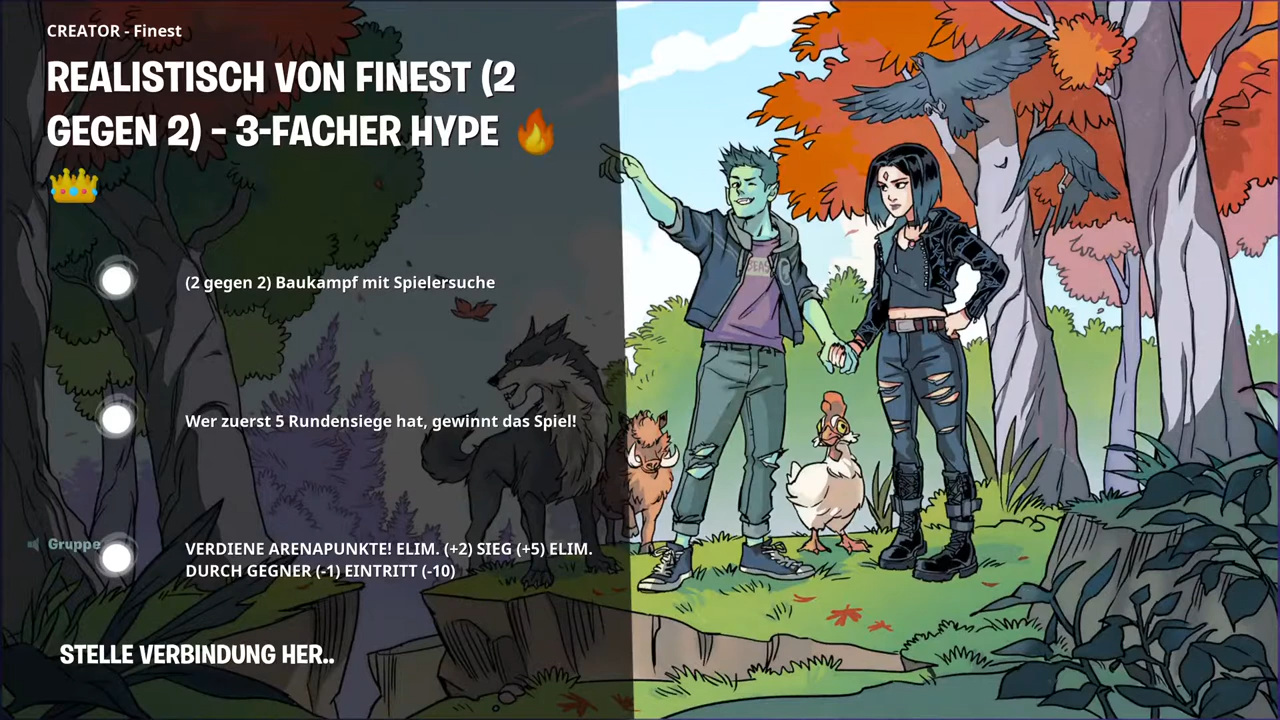 CREATOR - Finest
REALISTISCH VON FINEST (2
GEGEN 2) - 3-FACHER HYPE 🔥
👑
(2 gegen 2) Baukampf mit Spielersuche
Wer zuerst 5 Rundensiege hat, gewinnt das Spiel!
Gruppe
VERDIENE ARENAPUNKTE! ELIM. (+2) SIEG (+5) ELIM.
DURCH GEGNER (-1) EINTRITT (-10)
STELLE VERBINDUNG HER..